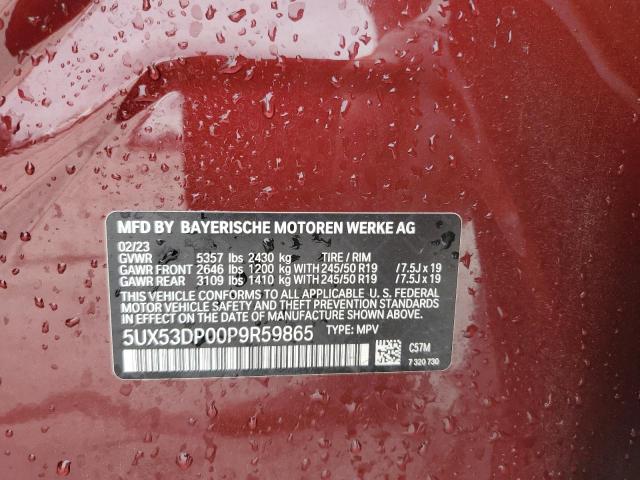 MFD BY BAYERISCHE MOTOREN WERKE AG
02/23
GVWR 5357 lbs 2430 kg TIRE / RIM
GAWR FRONT 2646 lbs 1200 kg WITH 245/50 R19 /7.5J x 19
GAWR REAR 3109 lbs 1410 kg WITH 245/50 R19 /7.5J x 19
THIS VEHICLE CONFORMS TO ALL APPLICABLE U. S. FEDERAL
MOTOR VEHICLE SAFETY AND THEFT PREVENTION STANDARDS
IN EFFECT ON THE DATE OF MANUFACTURE SHOWN ABOVE.
5UX53DP00P9R59865 TYPE: MPV
C57M
7 320 730